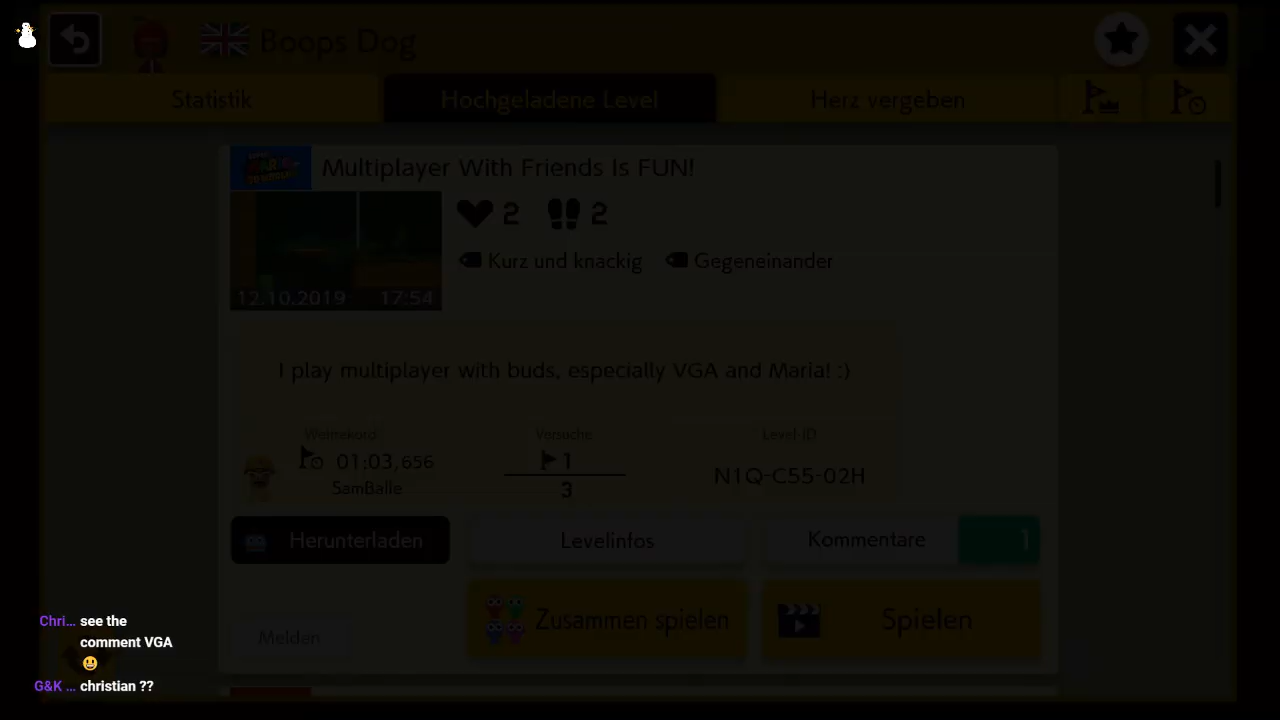 Boops Dog
Statistik
Hochgeladene Level
Herz vergeben
Multiplayer With Friends Is FUN!
2
2
Kurz und knackig
Gegeneinander
12.10.2019 17:54
I play multiplayer with buds, especially VGA and Maria! :)
Weltrekord
01:03,656
SamBalle
Versuche
1
3
Level-ID
N1Q-C55-02H
Herunterladen
Levelinfos
Kommentare
1
Melden
Zusammen spielen
Spielen
Chri... see the
comment VGA
G&K ... christian ??